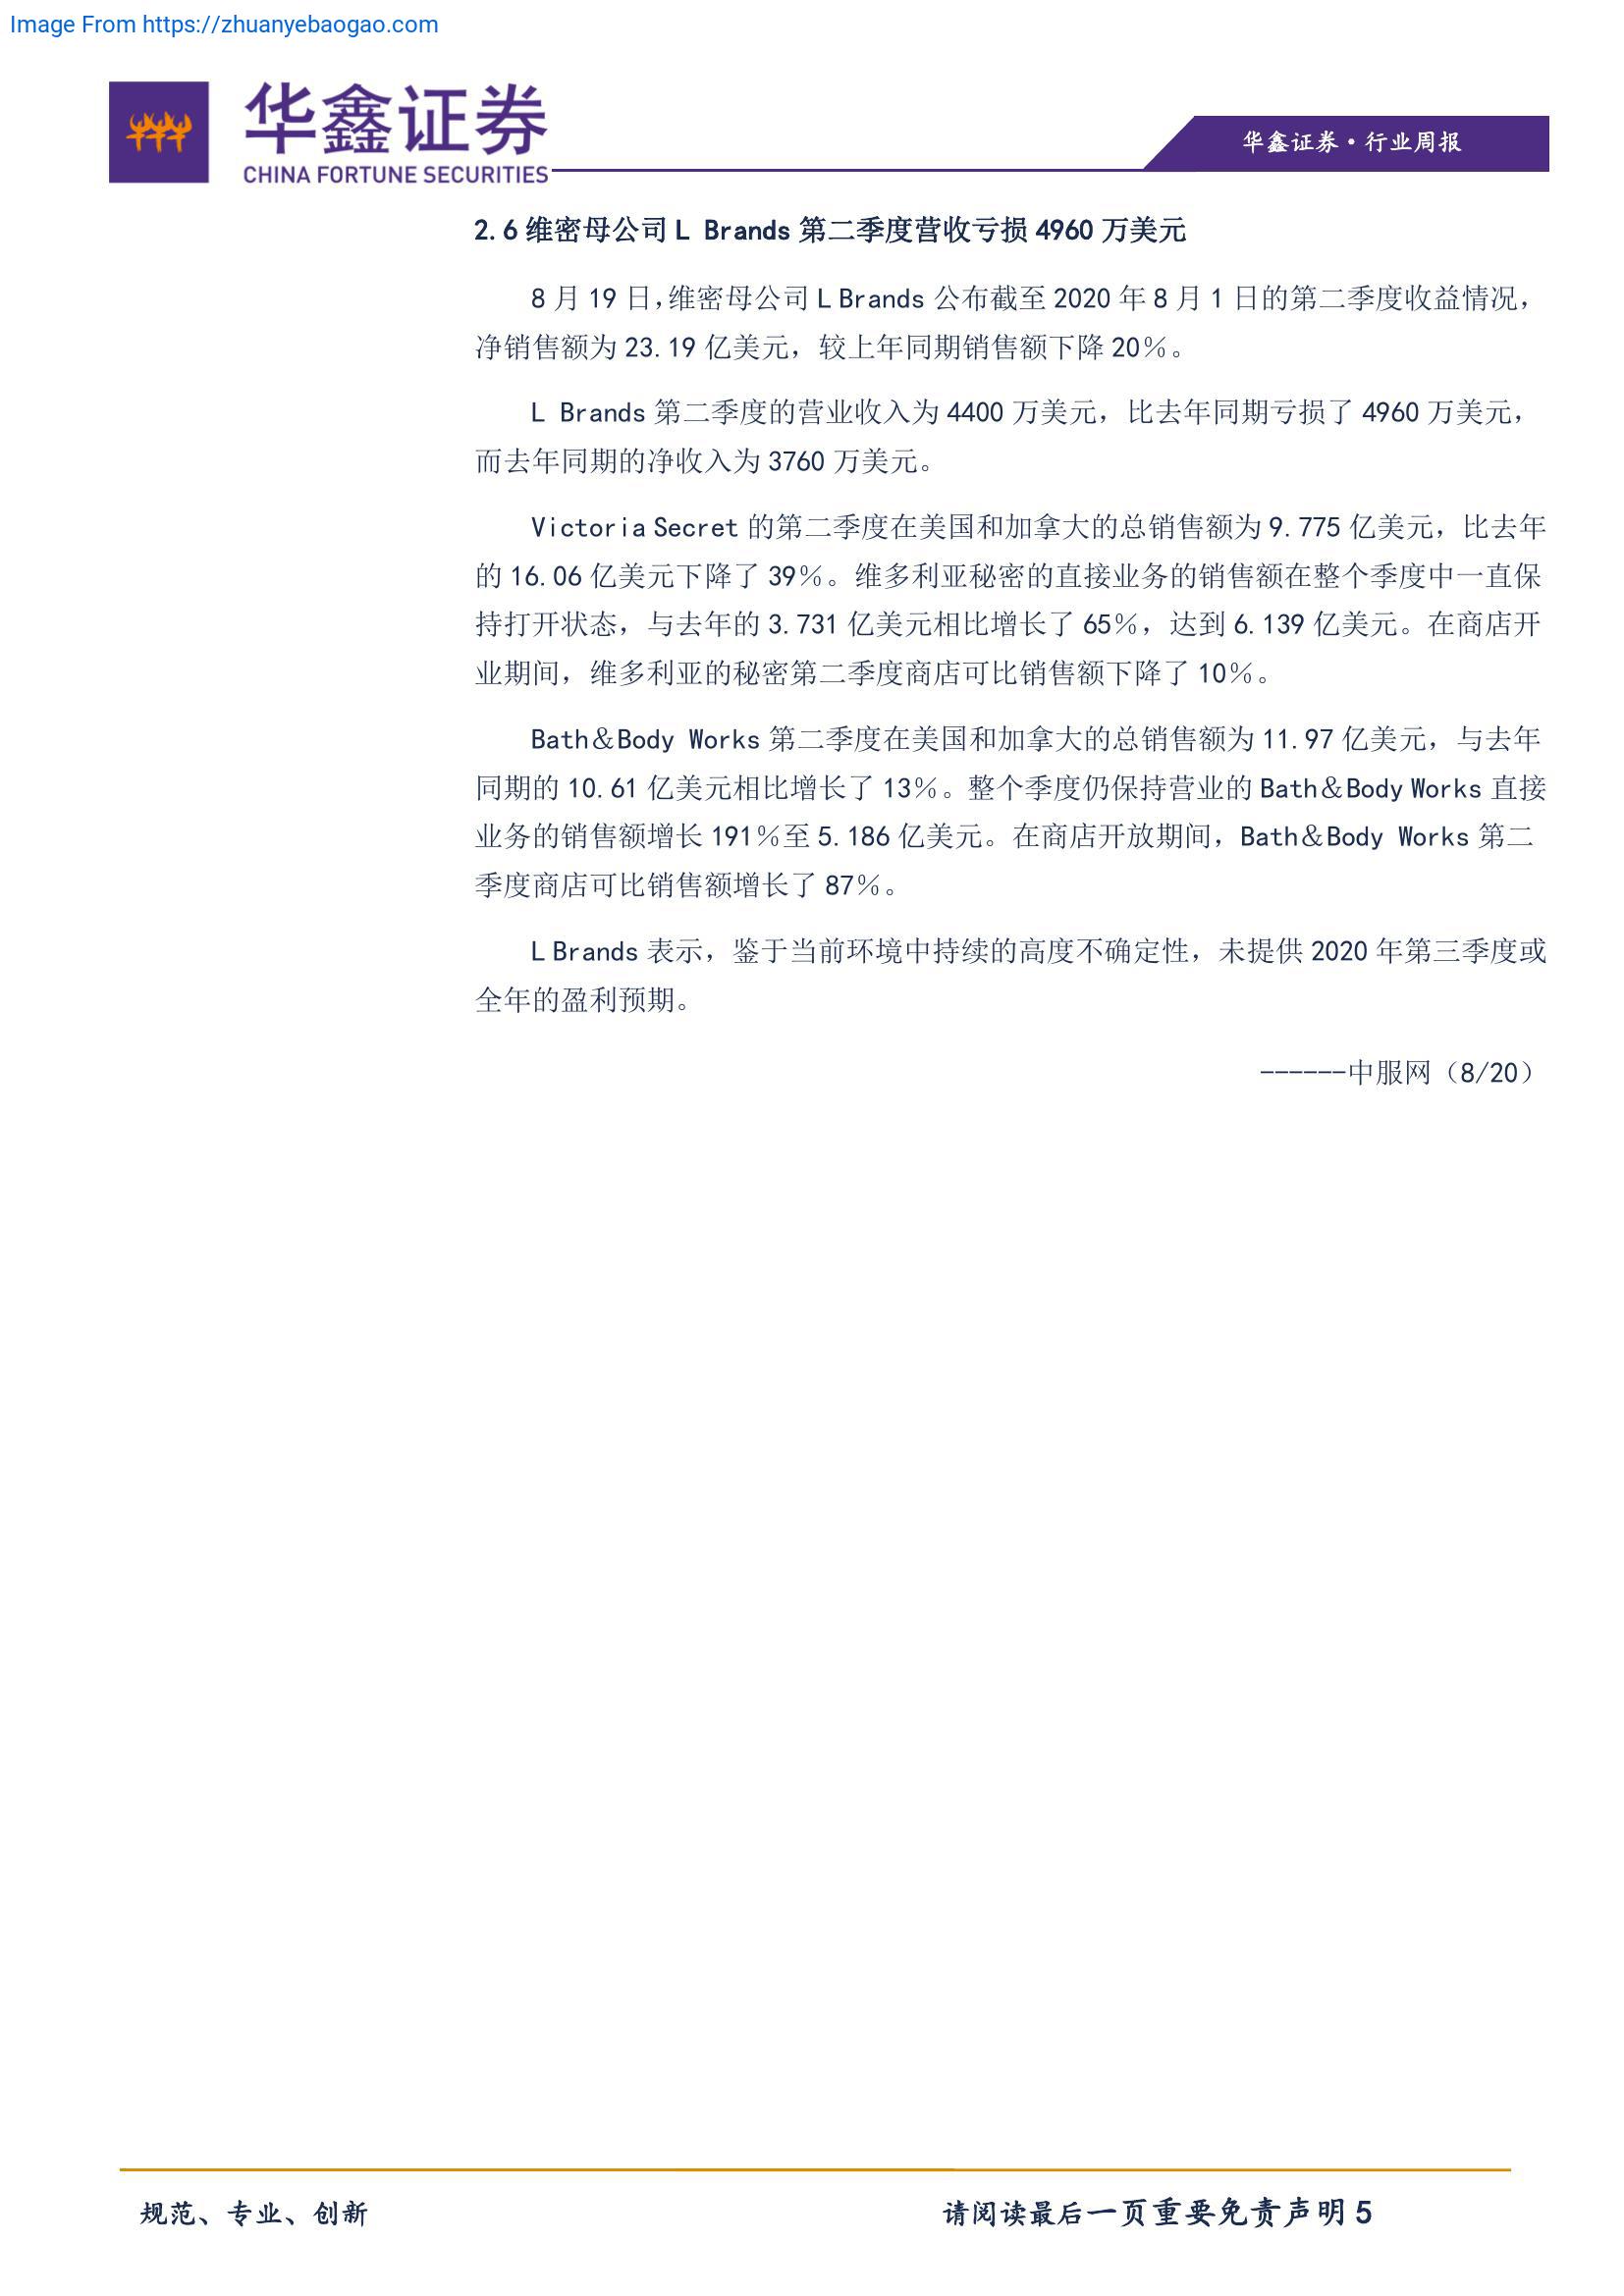 Image From https://zhuanyebaogao.com
华鑫证券
CHINA FORTUNE SECURITIES
华鑫证券·行业周报
2.6 维密母公司 L Brands 第二季度营收亏损 4960 万美元
8 月 19 日，维密母公司 L Brands 公布截至 2020 年 8 月 1 日的第二季度收益情况，
净销售额为 23.19 亿美元，较上年同期销售额下降 20％。
L Brands 第二季度的营业收入为 4400 万美元，比去年同期亏损了 4960 万美元，
而去年同期的净收入为 3760 万美元。
Victoria Secret 的第二季度在美国和加拿大的总销售额为 9.775 亿美元，比去年
的 16.06 亿美元下降了 39％。维多利亚秘密的直接业务的销售额在整个季度中一直保
持打开状态，与去年的 3.731 亿美元相比增长了 65％，达到 6.139 亿美元。在商店开
业期间，维多利亚的秘密第二季度商店可比销售额下降了 10％。
Bath＆Body Works 第二季度在美国和加拿大的总销售额为 11.97 亿美元，与去年
同期的 10.61 亿美元相比增长了 13％。整个季度仍保持营业的 Bath＆Body Works 直接
业务的销售额增长 191％至 5.186 亿美元。在商店开放期间，Bath＆Body Works 第二
季度商店可比销售额增长了 87％。
L Brands 表示，鉴于当前环境中持续的高度不确定性，未提供 2020 年第三季度或
全年的盈利预期。
------中服网（8/20）
规范、专业、创新
请阅读最后一页重要免责声明 5